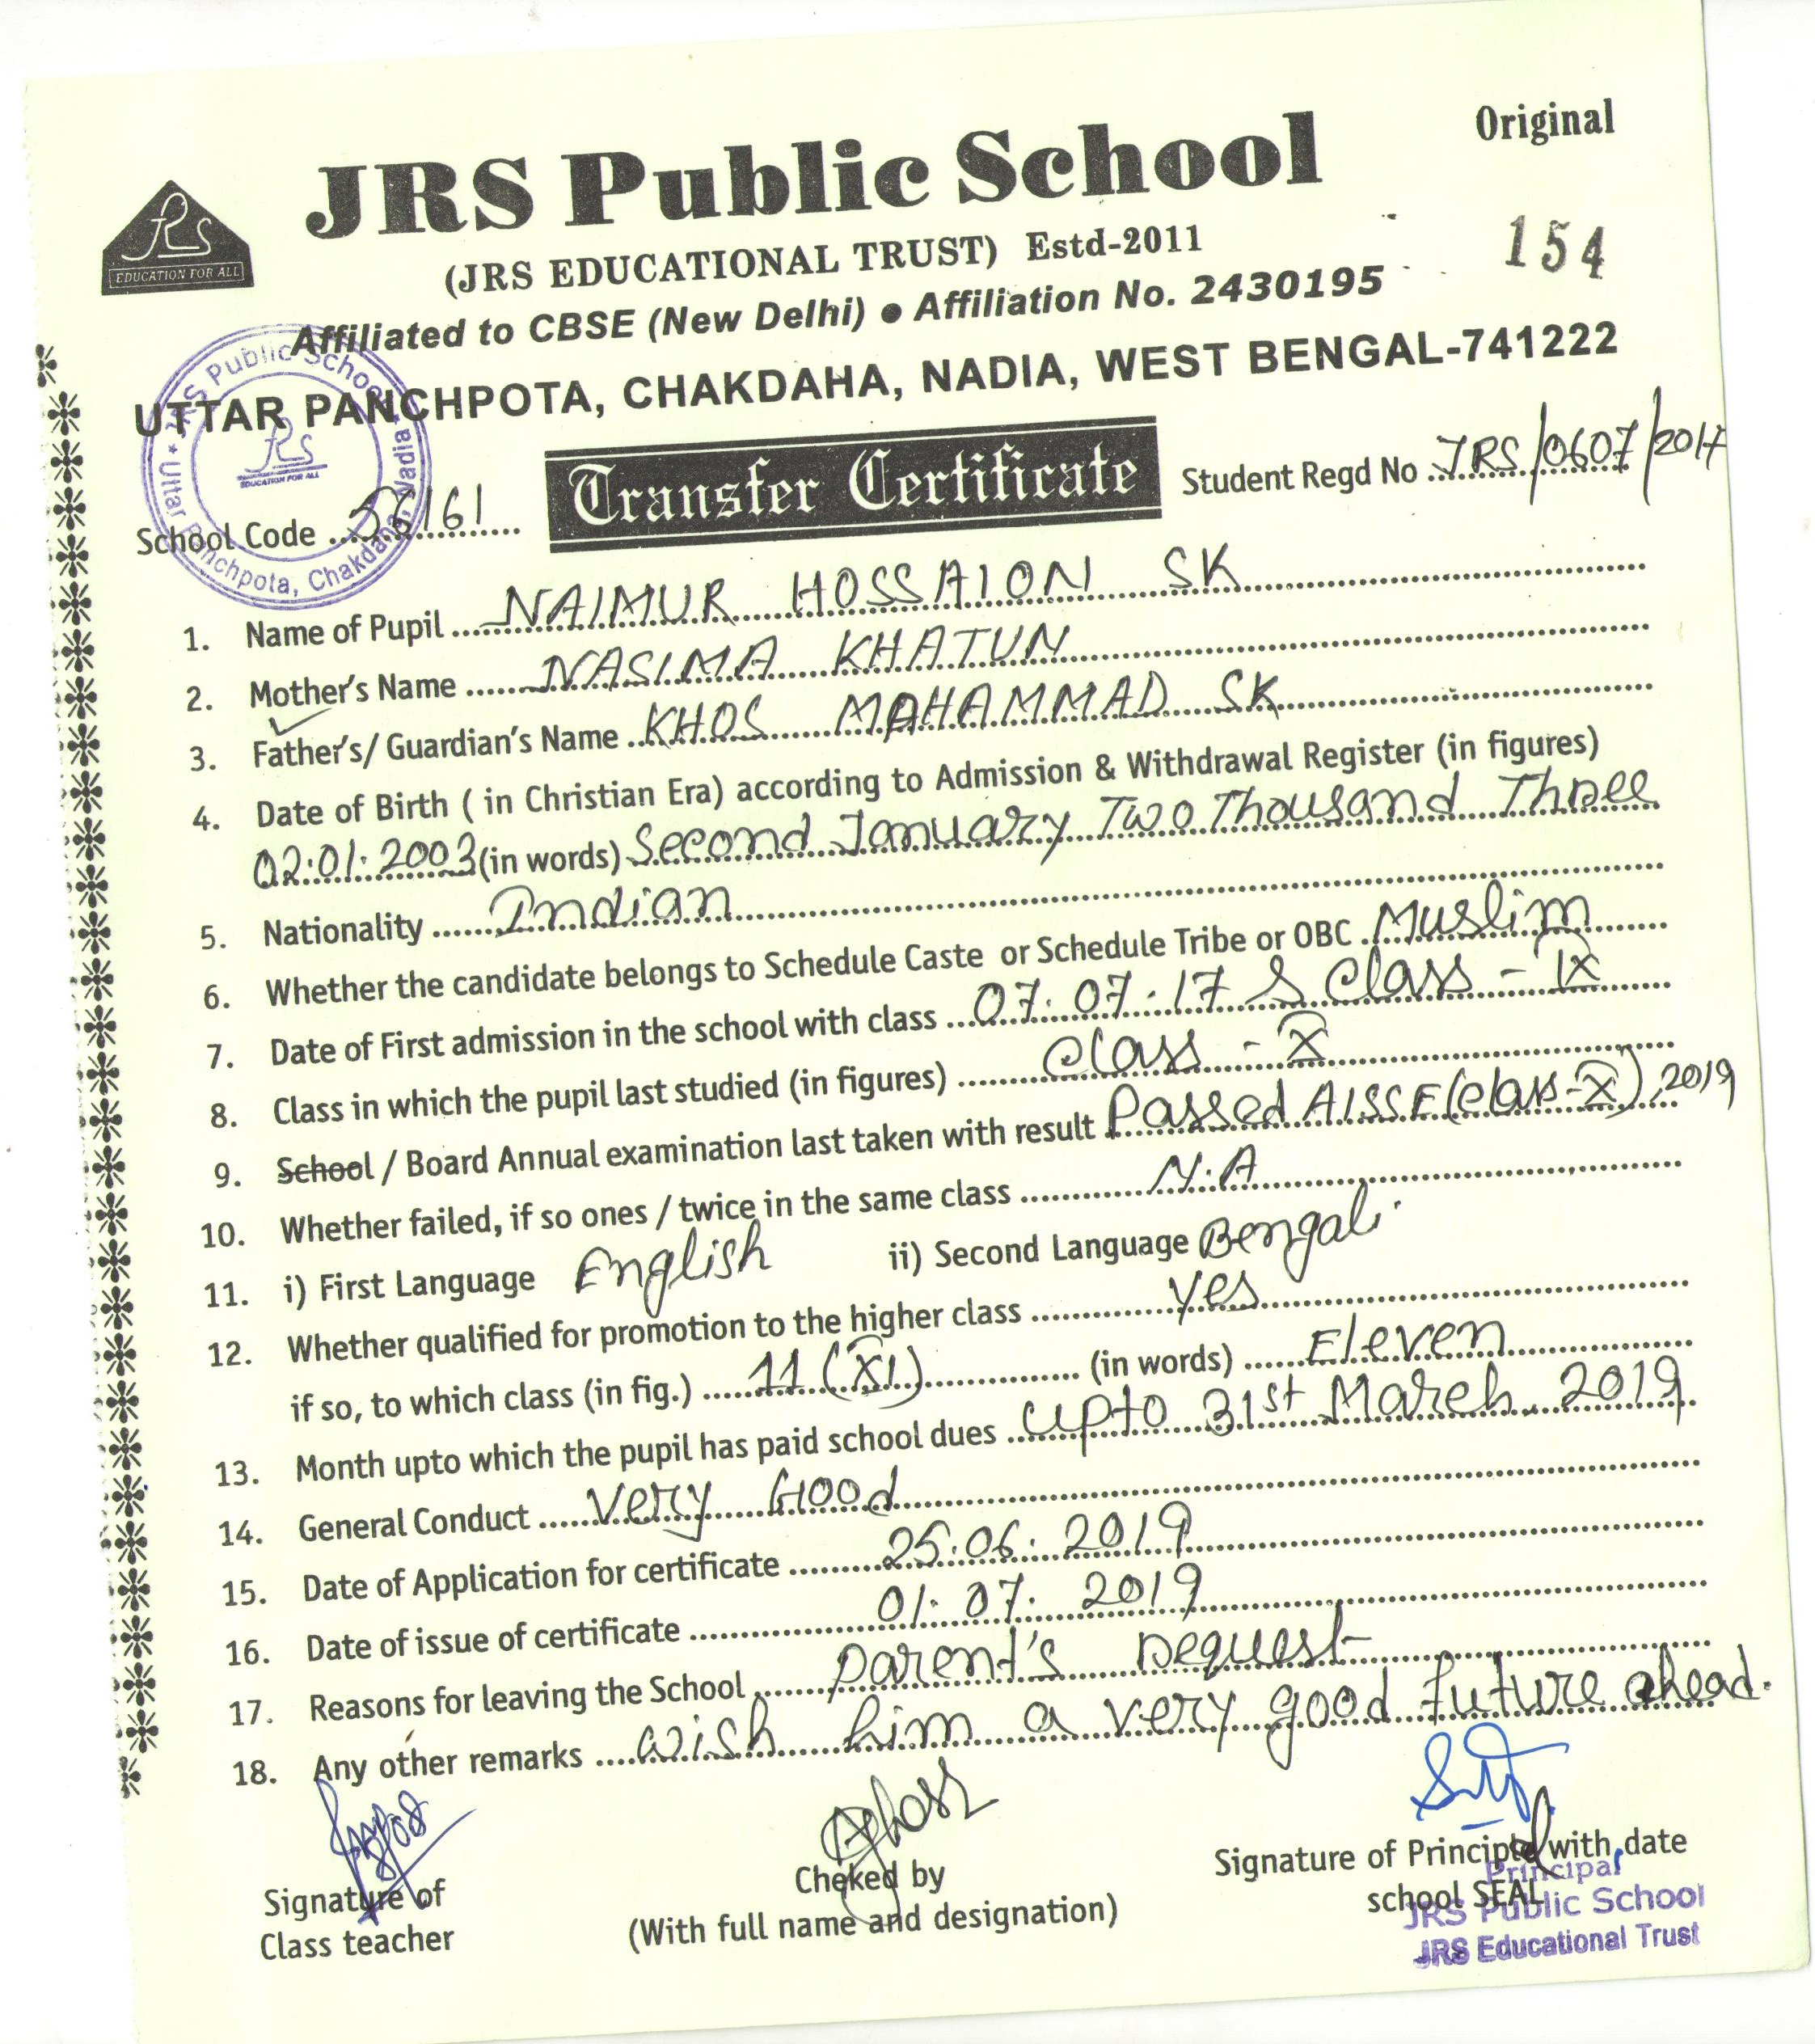 Original
JRS Public School
JRS
EDUCATION FOR ALL
(JRS EDUCATIONAL TRUST) Estd-2011
154
Affiliated to CBSE (New Delhi) ● Affiliation No. 2430195
UTTAR PANCHPOTA, CHAKDAHA, NADIA, WEST BENGAL-741222
JRS Public School * Uttar Panchpota, Chakdaha, Nadia *
JRS
EDUCATION FOR ALL
Transfer Certificate
Student Regd No JRS/0607/2017
School Code
1. Name of Pupil NAIMUR HOSSAION SK
2. Mother's Name NASIMA KHATUN
3. Father's/ Guardian's Name KHOS MAHAMMAD SK
4. Date of Birth ( in Christian Era) according to Admission & Withdrawal Register (in figures)
02.01.2003 (in words) Second January Two Thousand Three
5. Nationality Indian
6. Whether the candidate belongs to Schedule Caste or Schedule Tribe or OBC Muslim
7. Date of First admission in the school with class 07.07.17 & Class - IX
8. Class in which the pupil last studied (in figures) Class - X
9. School / Board Annual examination last taken with result Passed AISSE (Class-X), 2019
10. Whether failed, if so ones / twice in the same class N.A
11. i) First Language English ii) Second Language Bengali
12. Whether qualified for promotion to the higher class Yes
if so, to which class (in fig.) 11 (XI) (in words) Eleven
13. Month upto which the pupil has paid school dues upto 31st March, 2019.
14. General Conduct Very Good
15. Date of Application for certificate 25.06.2019
16. Date of issue of certificate 01.07.2019
17. Reasons for leaving the School parent's request
18. Any other remarks wish him a very good future ahead.
Signature of
Class teacher
Cheked by
(With full name and designation)
Signature of Principal with date
school SEAL
Principal
JRS Public School
JRS Educational Trust